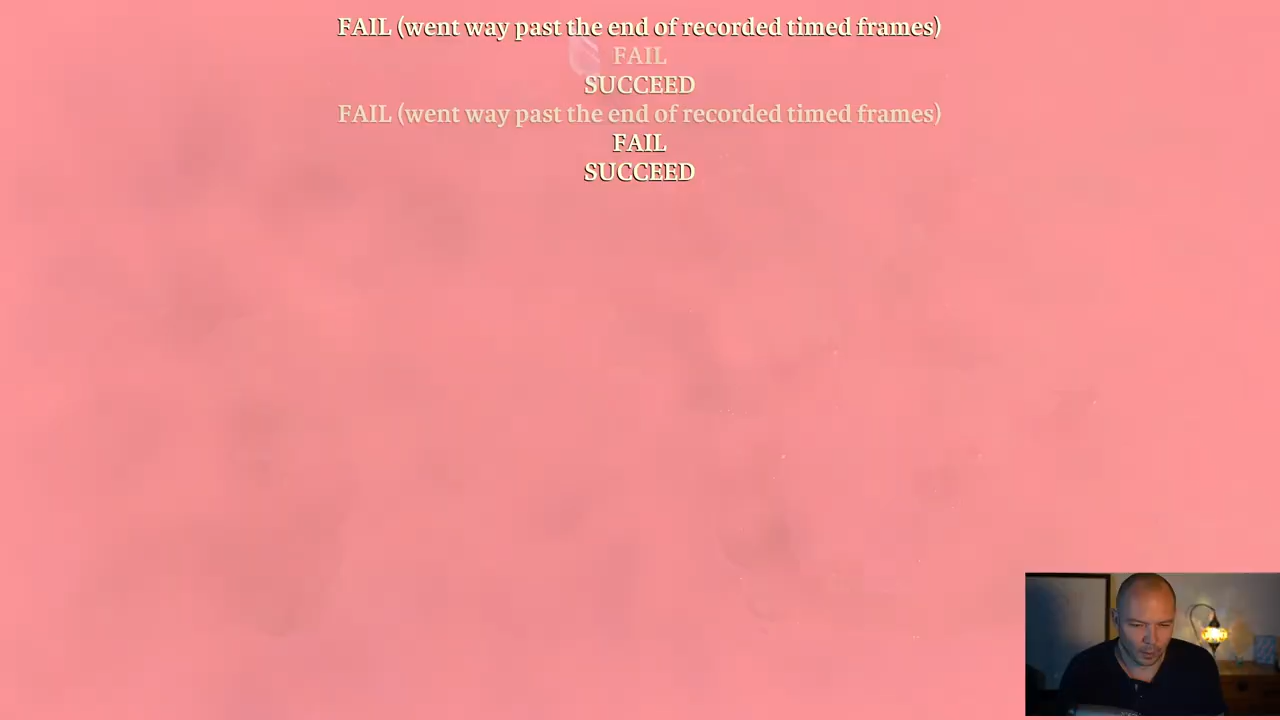 FAIL (went way past the end of recorded timed frames)
FAIL
SUCCEED
FAIL (went way past the end of recorded timed frames)
FAIL
SUCCEED